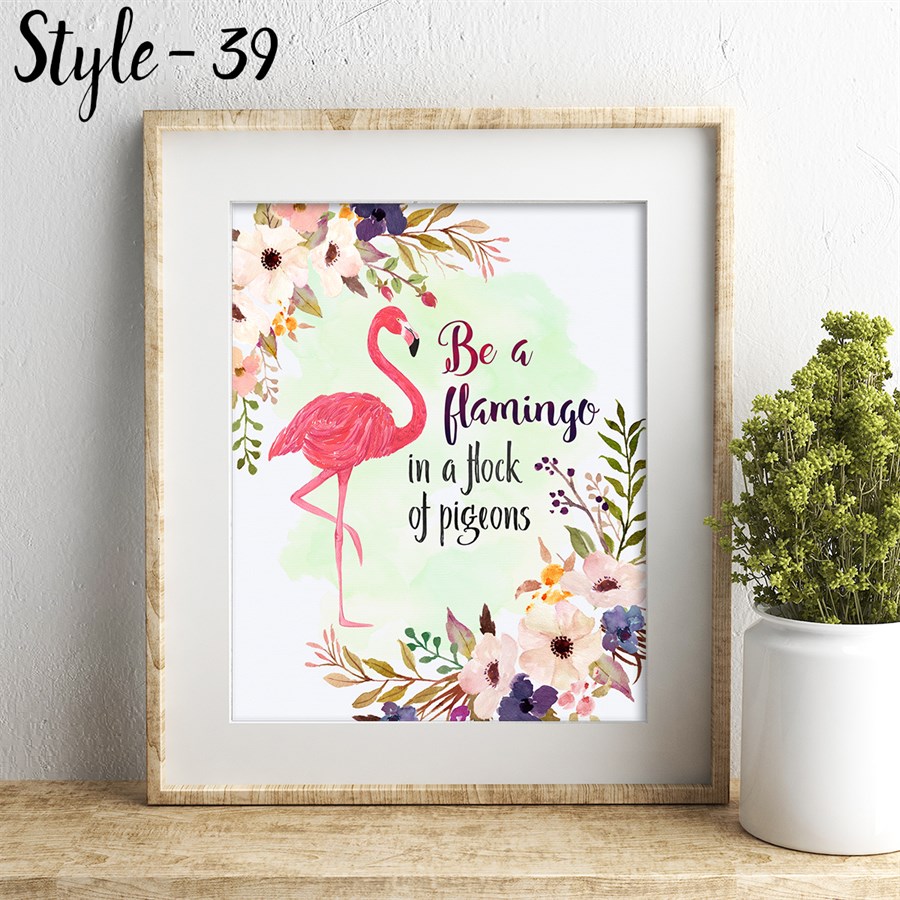 Style - 39
Be a
flamingo
in a flock
of pigeons